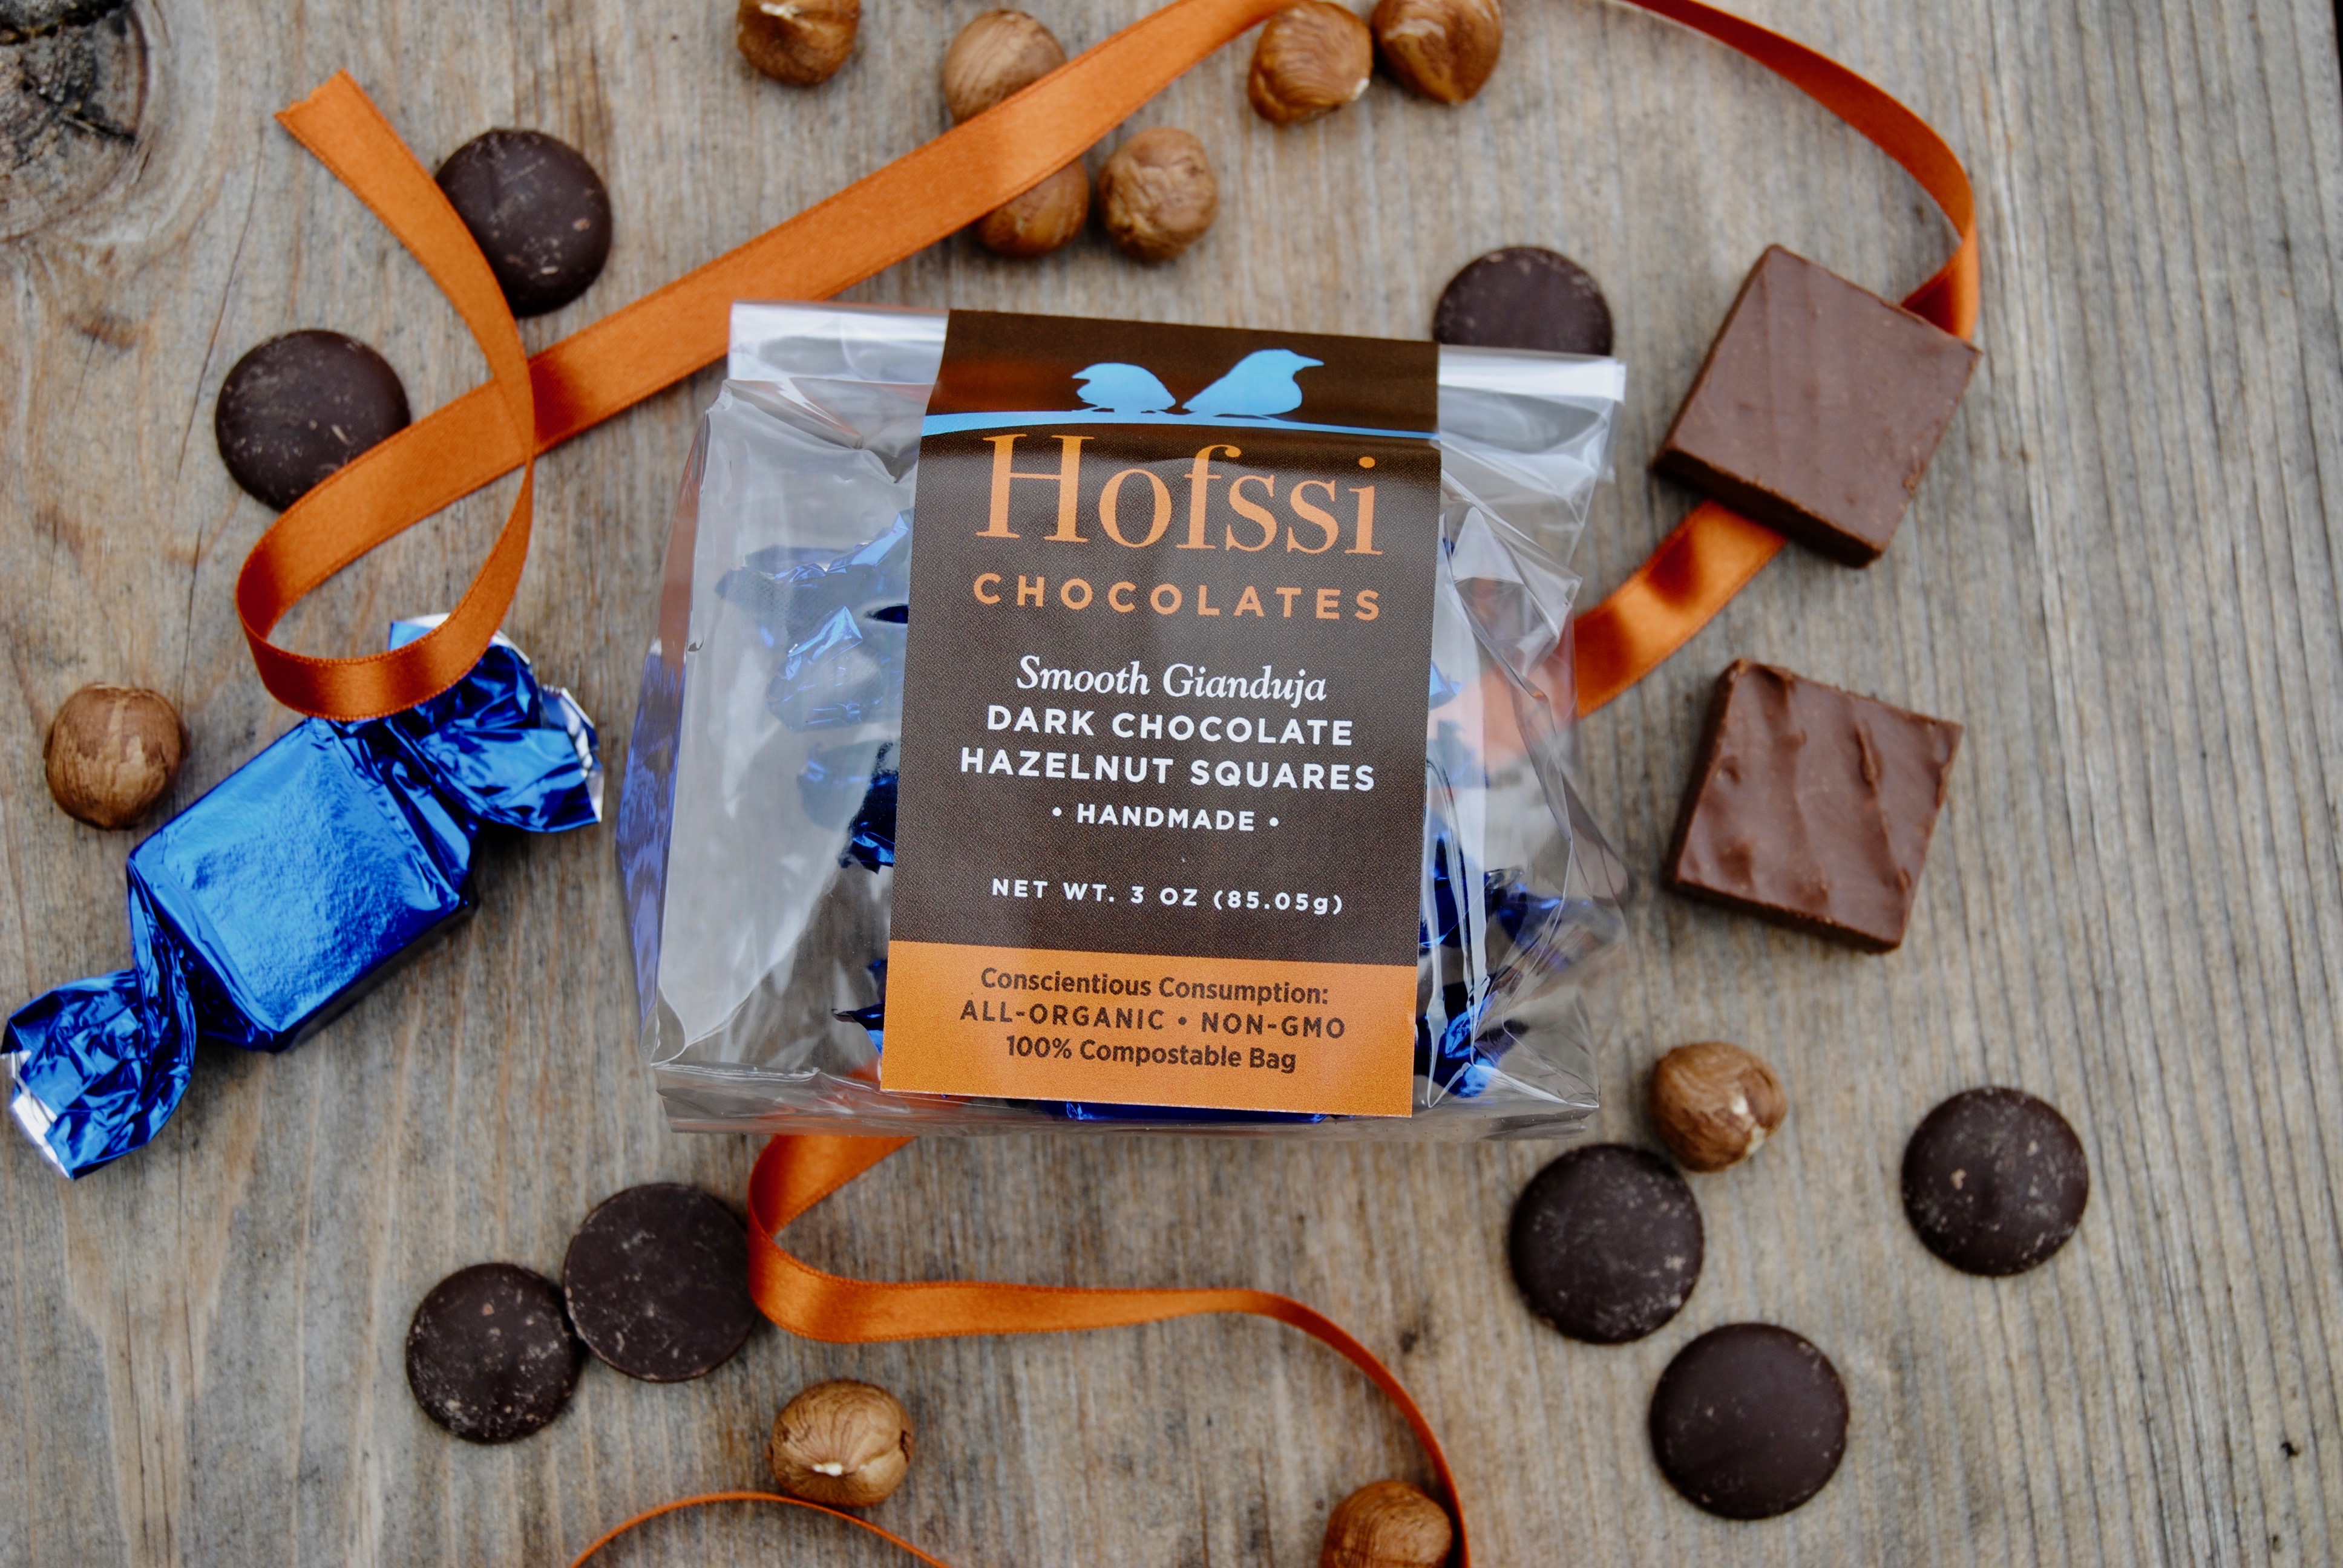 Hofssi
CHOCOLATES
Smooth Gianduja
DARK CHOCOLATE
HAZELNUT SQUARES
• HANDMADE •
NET WT. 3 OZ (85.05g)
Conscientious Consumption:
ALL-ORGANIC • NON-GMO
100% Compostable Bag